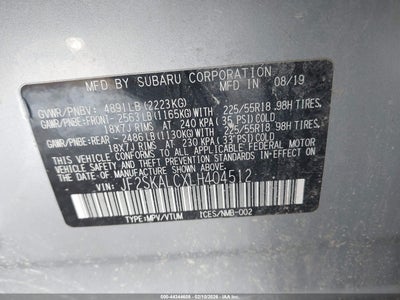 MFD BY SUBARU CORPORATION 08/19
GVWR/PNBV: 4891LB(2223KG)
GAWR/PNBE:FRONT- 2563LB(1165KG)WITH 225/55R18 98H TIRES,
18X7J RIMS AT 240 KPA (35 PSI)COLD
GAWR/PNBE:REAR -2486LB(1130KG)WITH 225/55R18 98H TIRES,
18X7J RIMS AT 230 KPA (33 PSI)COLD
THIS VEHICLE CONFORMS TO ALL APPLICABLE FEDERAL MOTOR
VEHICLE SAFETY BUMPER, AND THEFT PREVENTION STANDARDS
IN EFFECT ON THE DATE OF MANUFACTURE SHOWN ABOVE.
VIN: JF2SKALCXLH404512
TYPE:MPV/VTUM ICES/NMB-002